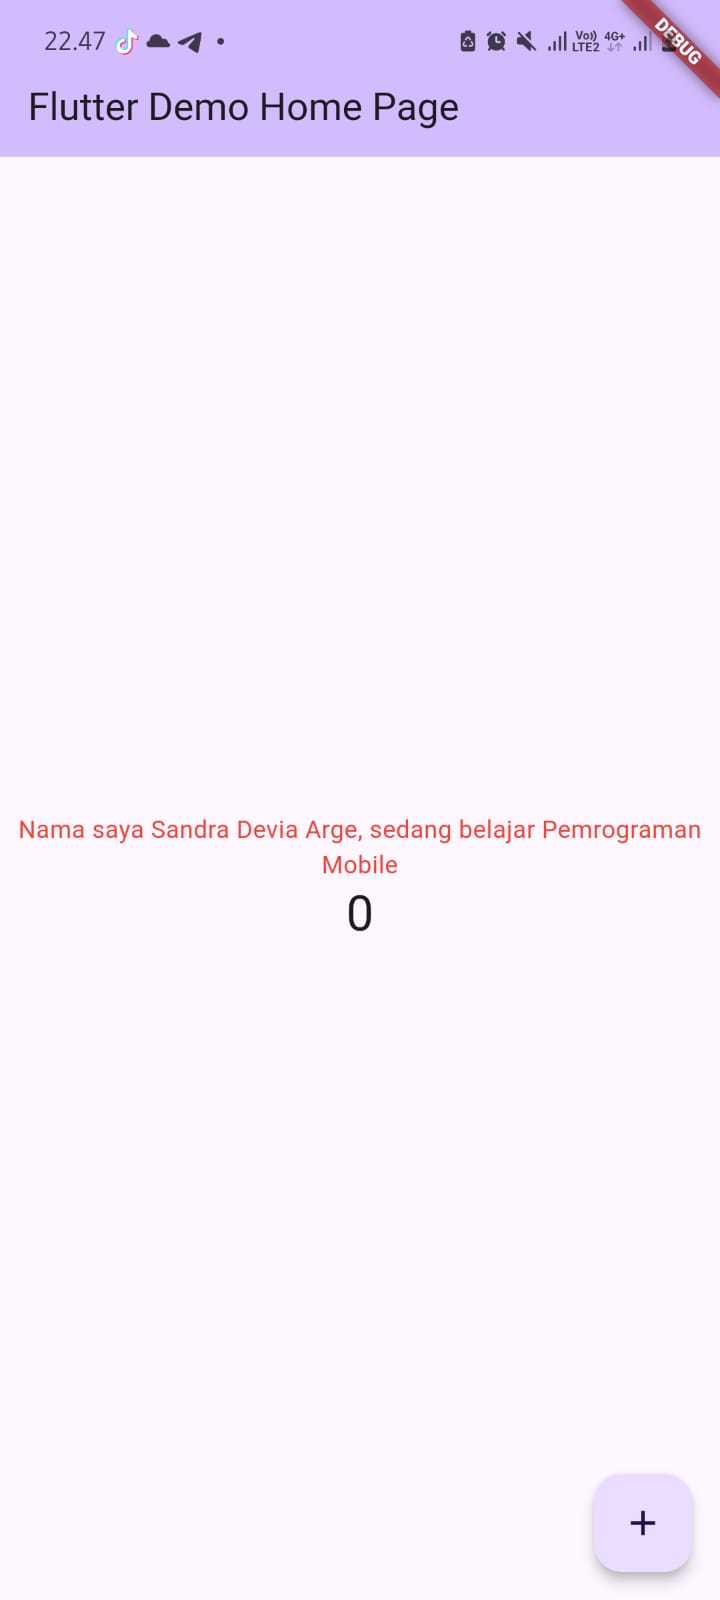 22.47
Vo))
4G+
LTE2
DEBUG
Flutter Demo Home Page
Nama saya Sandra Devia Arge, sedang belajar Pemrograman
Mobile
0
+